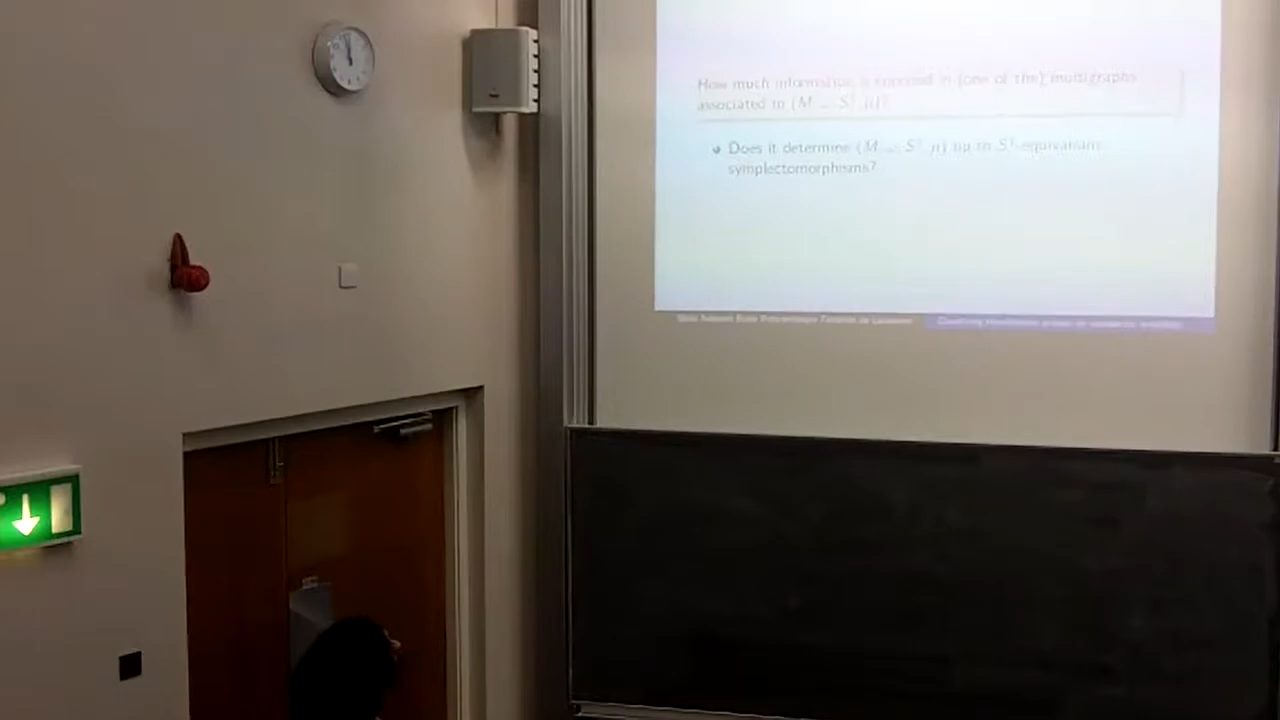 How much information is encoded in (one of the) multigraphs
associated to (M, ω, S¹, μ)?
Does it determine (M, ω, S¹, μ) up to S¹-equivariant
symplectomorphisms?